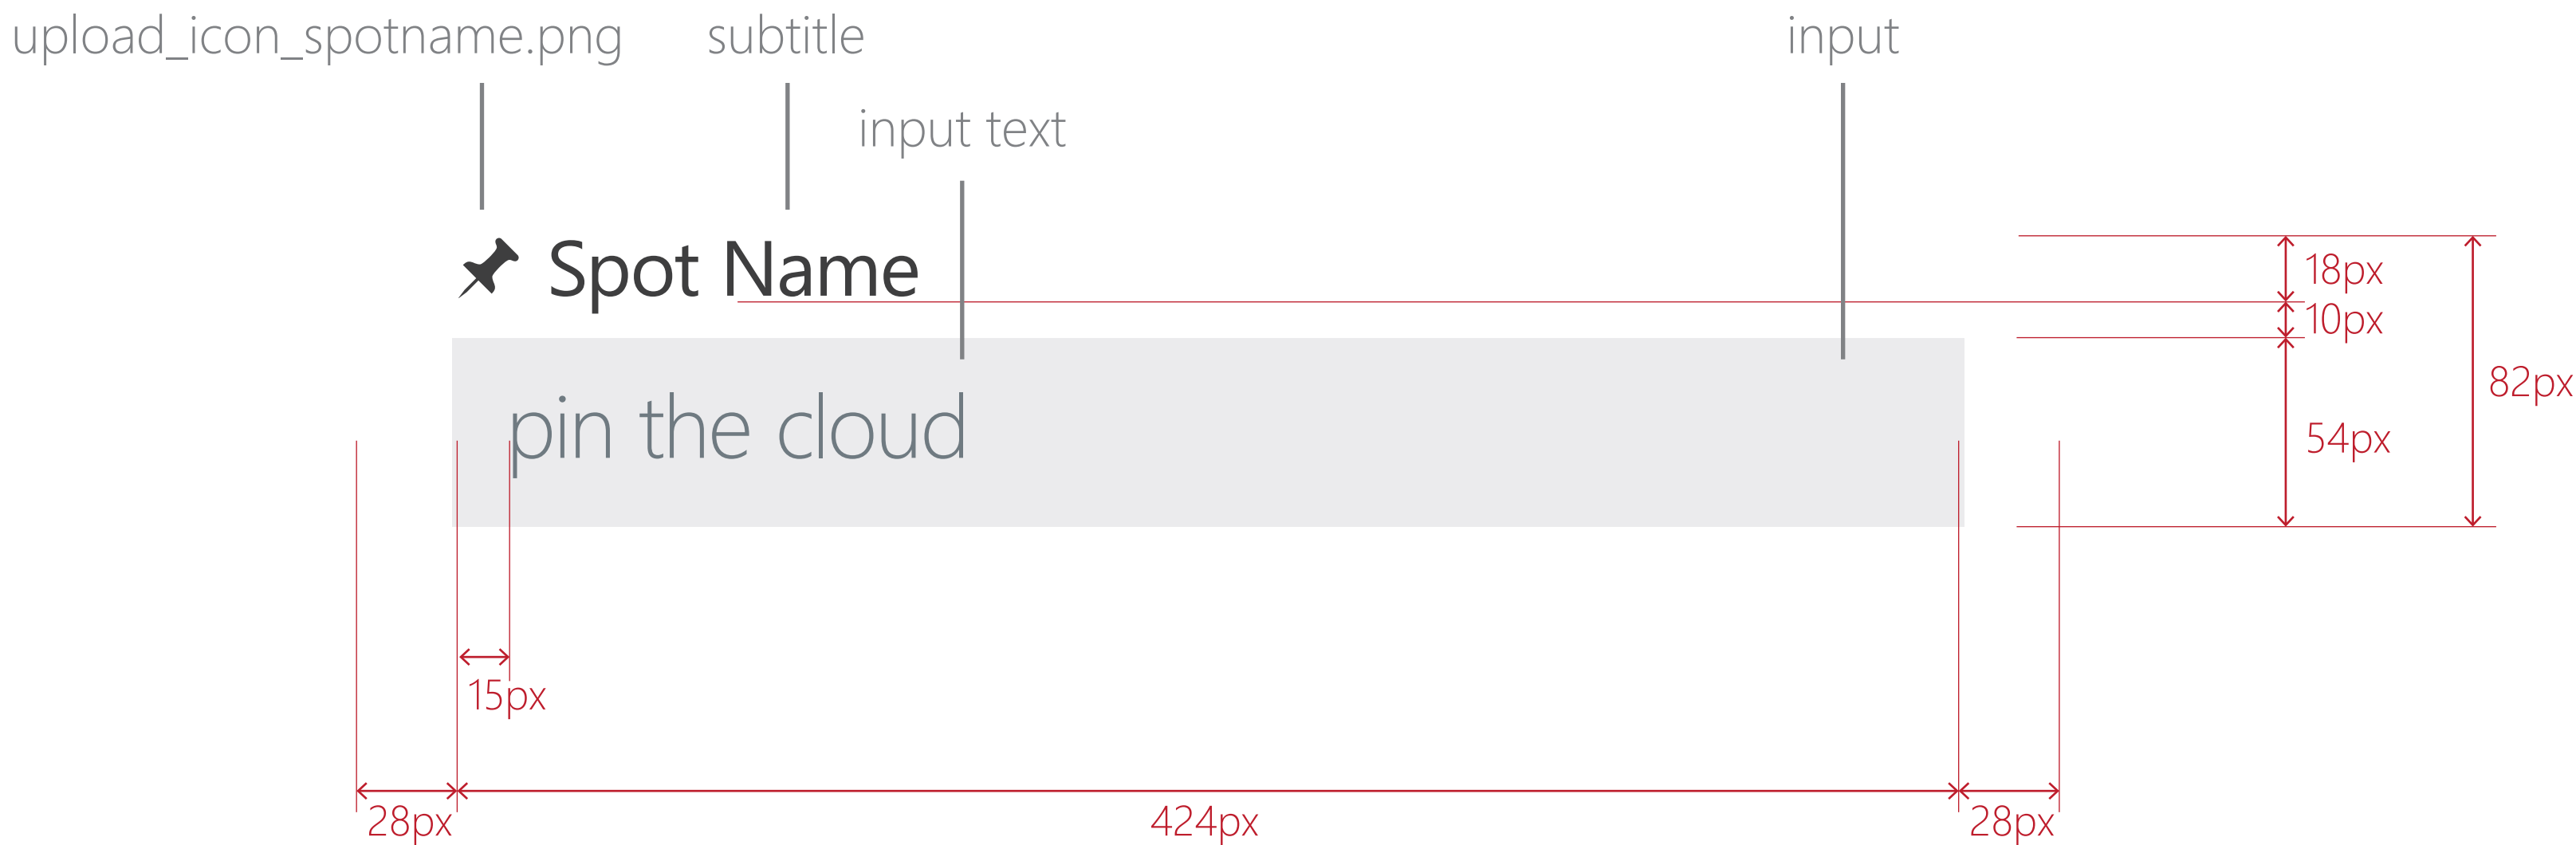 upload_icon_spotname.png
subtitle
input
input text
Spot Name
18px
10px
82px
pin the cloud
54px
15px
28px
424px
28px